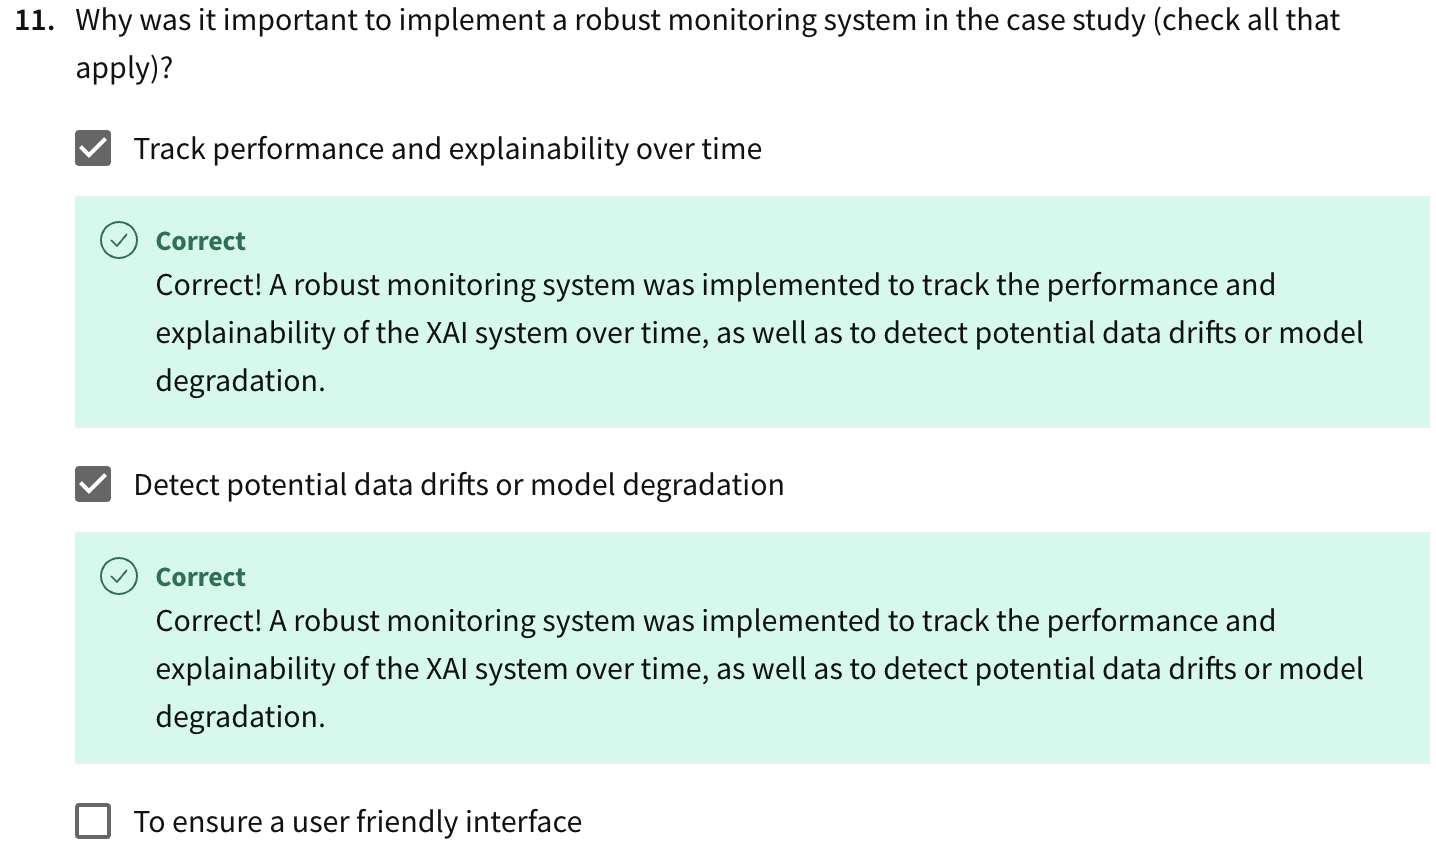 11. Why was it important to implement a robust monitoring system in the case study (check all that
apply)?
Track performance and explainability over time
Correct
Correct! A robust monitoring system was implemented to track the performance and
explainability of the XAI system over time, as well as to detect potential data drifts or model
degradation.
Detect potential data drifts or model degradation
Correct
Correct! A robust monitoring system was implemented to track the performance and
explainability of the XAI system over time, as well as to detect potential data drifts or model
degradation.
To ensure a user friendly interface